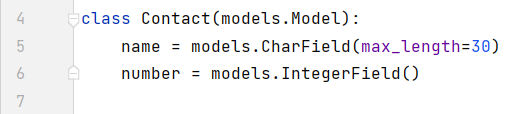 4 class Contact(models.Model):
5     name = models.CharField(max_length=30)
6     number = models.IntegerField()
7